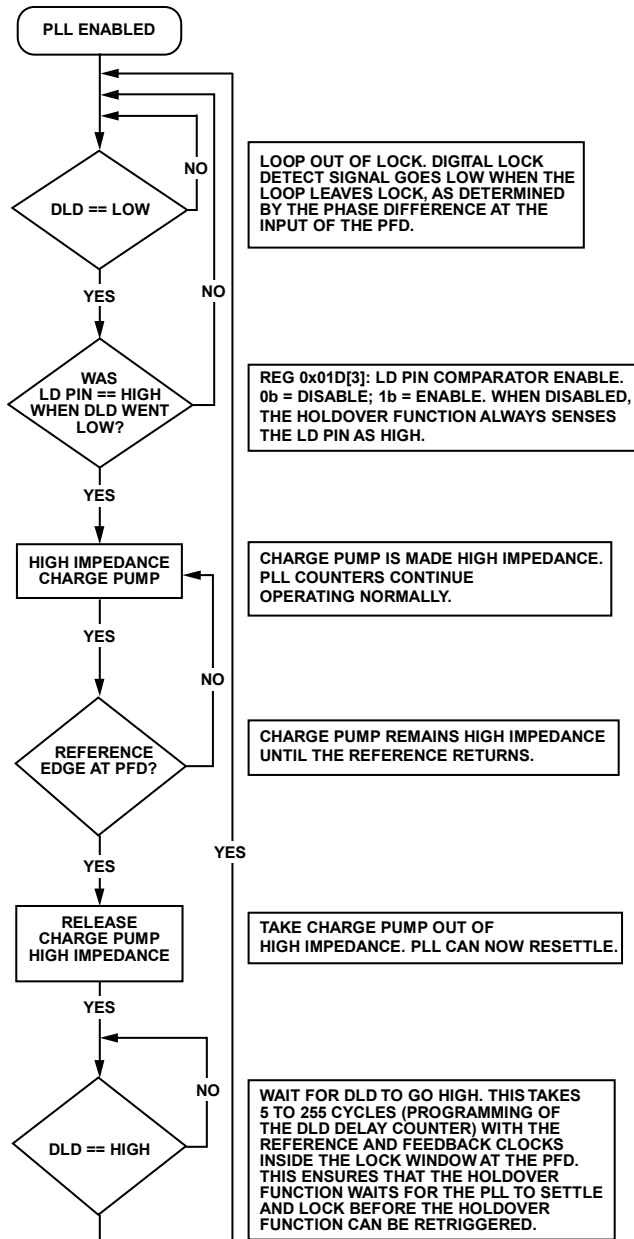 PLL ENABLED
NO
DLD == LOW
LOOP OUT OF LOCK. DIGITAL LOCK
DETECT SIGNAL GOES LOW WHEN THE
LOOP LEAVES LOCK, AS DETERMINED
BY THE PHASE DIFFERENCE AT THE
INPUT OF THE PFD.
YES
NO
WAS
LD PIN == HIGH
WHEN DLD WENT
LOW?
REG 0x01D[3]: LD PIN COMPARATOR ENABLE.
0b = DISABLE; 1b = ENABLE. WHEN DISABLED,
THE HOLDOVER FUNCTION ALWAYS SENSES
THE LD PIN AS HIGH.
YES
HIGH IMPEDANCE
CHARGE PUMP
CHARGE PUMP IS MADE HIGH IMPEDANCE.
PLL COUNTERS CONTINUE
OPERATING NORMALLY.
YES
NO
REFERENCE
EDGE AT PFD?
CHARGE PUMP REMAINS HIGH IMPEDANCE
UNTIL THE REFERENCE RETURNS.
YES
YES
RELEASE
CHARGE PUMP
HIGH IMPEDANCE
TAKE CHARGE PUMP OUT OF
HIGH IMPEDANCE. PLL CAN NOW RESETTLE.
YES
NO
DLD == HIGH
WAIT FOR DLD TO GO HIGH. THIS TAKES
5 TO 255 CYCLES (PROGRAMMING OF
THE DLD DELAY COUNTER) WITH THE
REFERENCE AND FEEDBACK CLOCKS
INSIDE THE LOCK WINDOW AT THE PFD.
THIS ENSURES THAT THE HOLDOVER
FUNCTION WAITS FOR THE PLL TO SETTLE
AND LOCK BEFORE THE HOLDOVER
FUNCTION CAN BE RETRIGGERED.